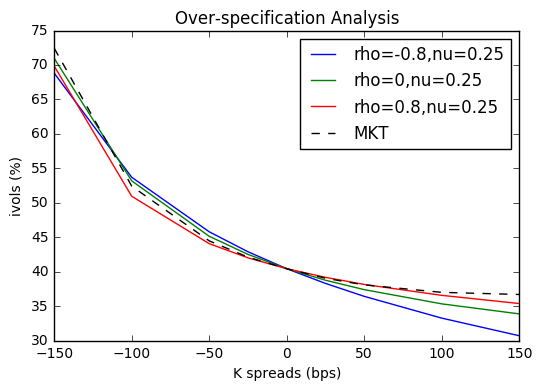 Over-specification Analysis
rho=-0.8,nu=0.25
rho=0,nu=0.25
rho=0.8,nu=0.25
MKT
ivols (%)
75
70
65
60
55
50
45
40
35
30
−150
−100
−50
0
50
100
150
K spreads (bps)